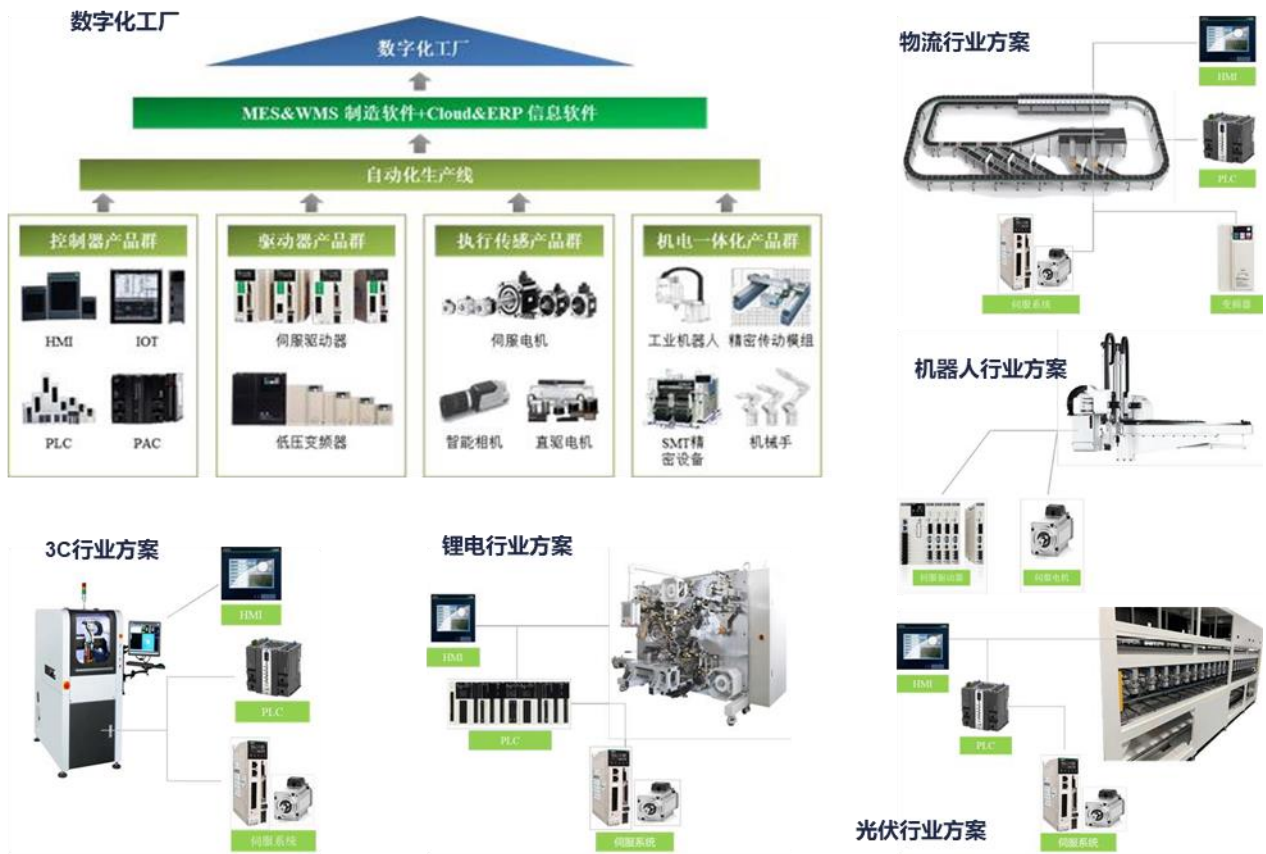 数字化工厂
数字化工厂
MES&WMS 制造软件+Cloud&ERP 信息软件
自动化生产线
控制器产品群
HMI
IOT
PLC
PAC
驱动器产品群
伺服驱动器
低压变频器
执行传感产品群
伺服电机
智能相机
直驱电机
机电一体化产品群
工业机器人
精密传动模组
SMT精
密设备
机械手
物流行业方案
HMI
PLC
伺服系统
变频器
机器人行业方案
伺服驱动器
伺服电机
3C行业方案
HMI
PLC
伺服系统
锂电行业方案
HMI
PLC
伺服系统
HMI
PLC
伺服系统
光伏行业方案